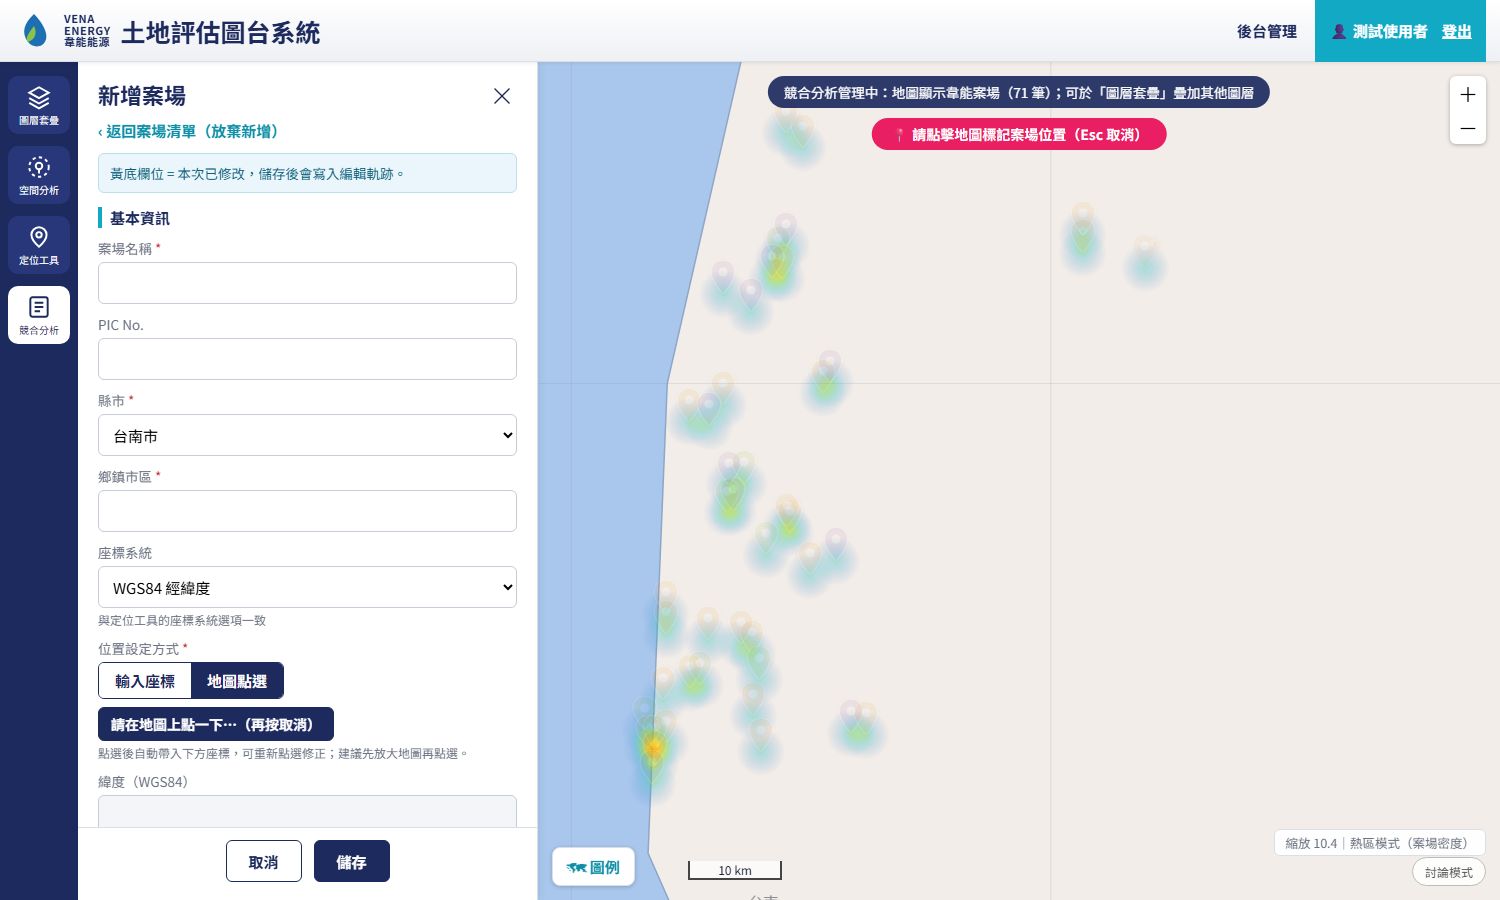 VENA
ENERGY
韋能能源
土地評估圖台系統
後台管理
測試使用者
登出
圖層套疊
空間分析
定位工具
競合分析
新增案場
‹ 返回案場清單（放棄新增）
黃底欄位 = 本次已修改，儲存後會寫入編輯軌跡。
基本資訊
案場名稱 *
PIC No.
縣市 *
台南市
鄉鎮市區 *
座標系統
WGS84 經緯度
與定位工具的座標系統選項一致
位置設定方式 *
輸入座標
地圖點選
請在地圖上點一下…（再按取消）
點選後自動帶入下方座標，可重新點選修正；建議先放大地圖再點選。
緯度（WGS84）
取消
儲存
競合分析管理中：地圖顯示韋能案場（71 筆）；可於「圖層套疊」疊加其他圖層
請點擊地圖標記案場位置（Esc 取消）
+
−
圖例
10 km
台南
縮放 10.4｜熱區模式（案場密度）
討論模式